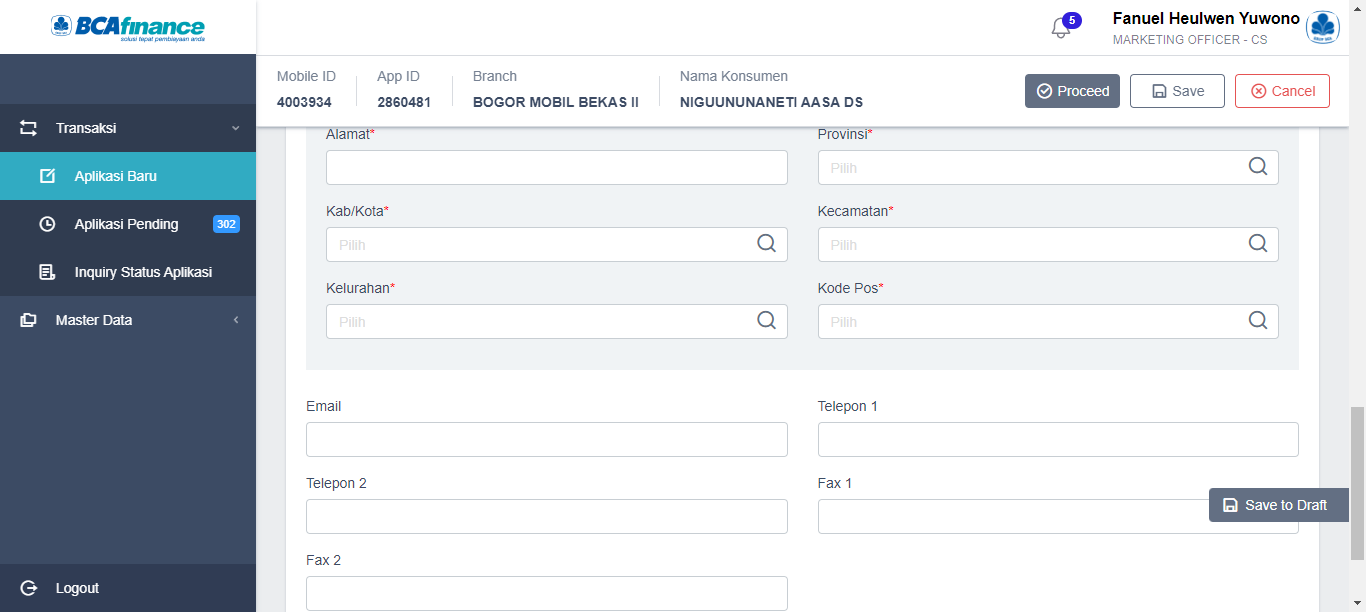 BCAfinance
solusi tepat pembiayaan anda
5
Fanuel Heulwen Yuwono
MARKETING OFFICER - CS
Mobile ID
4003934
App ID
2860481
Branch
BOGOR MOBIL BEKAS II
Nama Konsumen
NIGUUNUNANETI AASA DS
Proceed
Save
Cancel
Transaksi
Aplikasi Baru
Aplikasi Pending 302
Inquiry Status Aplikasi
Master Data
Logout
Alamat*
Provinsi*
Pilih
Kab/Kota*
Kecamatan*
Pilih
Pilih
Kelurahan*
Kode Pos*
Pilih
Pilih
Email
Telepon 1
Telepon 2
Fax 1
Save to Draft
Fax 2